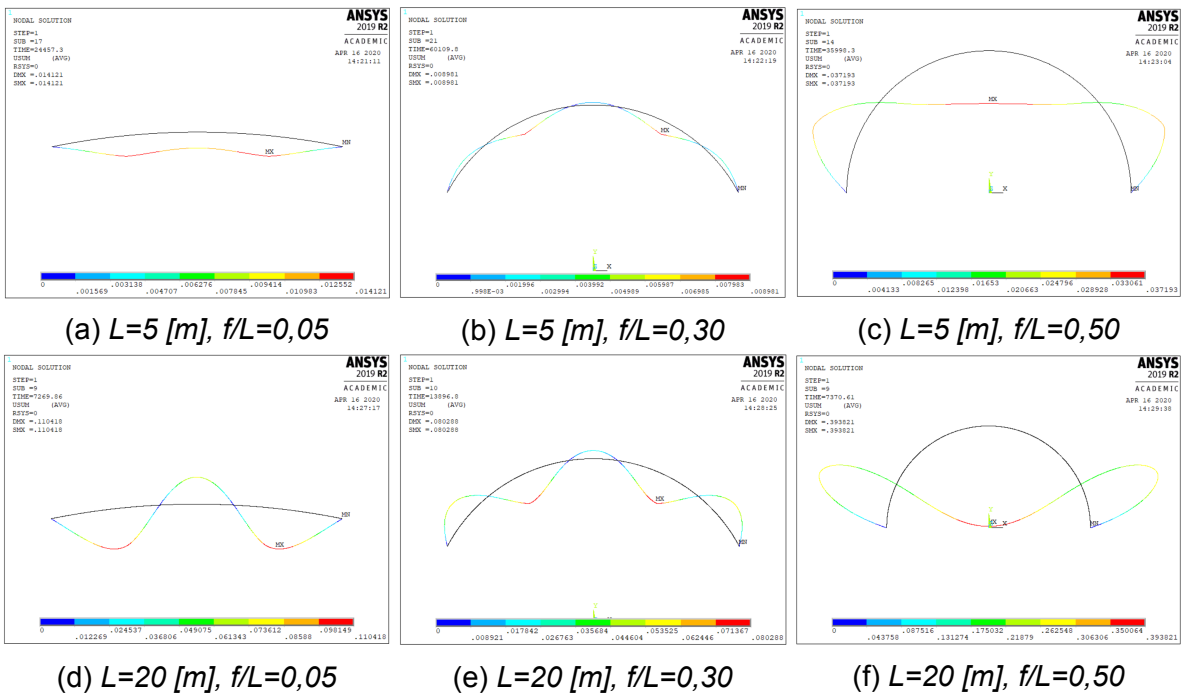 1
NODAL SOLUTION
STEP=1
SUB =17
TIME=24457.3
USUM (AVG)
RSYS=0
DMX =.014121
SMX =.014121
ANSYS
2019 R2
ACADEMIC
APR 16 2020
14:21:11
MN
MX
0 .003138 .006276 .009414 .012552
.001569 .004707 .007845 .010983 .014121
(a) L=5 [m], f/L=0,05
1
NODAL SOLUTION
STEP=1
SUB =21
TIME=60109.8
USUM (AVG)
RSYS=0
DMX =.008981
SMX =.008981
ANSYS
2019 R2
ACADEMIC
APR 16 2020
14:22:19
MX
MN
Y
X
0 .001996 .003992 .005987 .007983
.998E-03 .002994 .004989 .006985 .008981
(b) L=5 [m], f/L=0,30
1
NODAL SOLUTION
STEP=1
SUB =14
TIME=35998.3
USUM (AVG)
RSYS=0
DMX =.037193
SMX =.037193
ANSYS
2019 R2
ACADEMIC
APR 16 2020
14:23:04
MX
MN
X
0 .008265 .01653 .024796 .033061
.004133 .012398 .020663 .028928 .037193
(c) L=5 [m], f/L=0,50
1
NODAL SOLUTION
STEP=1
SUB =9
TIME=7269.86
USUM (AVG)
RSYS=0
DMX =.110418
SMX =.110418
ANSYS
2019 R2
ACADEMIC
APR 16 2020
14:27:17
MN
MX
0 .024537 .049075 .073612 .098149
.012269 .036806 .061343 .08588 .110418
(d) L=20 [m], f/L=0,05
1
NODAL SOLUTION
STEP=1
SUB =10
TIME=13896.8
USUM (AVG)
RSYS=0
DMX =.080288
SMX =.080288
ANSYS
2019 R2
ACADEMIC
APR 16 2020
14:28:25
MX
MN
0 .017842 .035684 .053525 .071367
.008921 .026763 .044604 .062446 .080288
(e) L=20 [m], f/L=0,30
1
NODAL SOLUTION
STEP=1
SUB =9
TIME=7370.61
USUM (AVG)
RSYS=0
DMX =.393821
SMX =.393821
ANSYS
2019 R2
ACADEMIC
APR 16 2020
14:29:38
MX X
MN
0 .087516 .175032 .262548 .350064
.043758 .131274 .21879 .306306 .393821
(f) L=20 [m], f/L=0,50